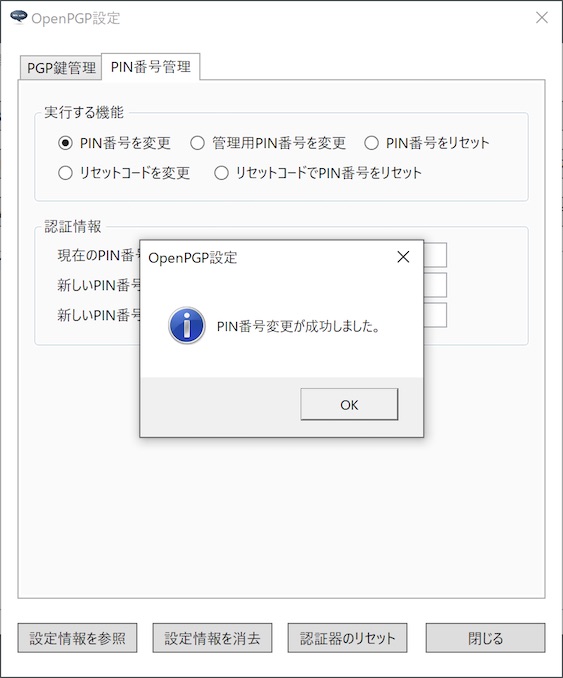 OpenPGP設定
PGP鍵管理 PIN番号管理
実行する機能
PIN番号を変更 管理用PIN番号を変更 PIN番号をリセット
リセットコードを変更 リセットコードでPIN番号をリセット
認証情報
現在のPIN番号
新しいPIN番号
新しいPIN番号
OpenPGP設定
PIN番号変更が成功しました。
OK
設定情報を参照 設定情報を消去 認証器のリセット 閉じる